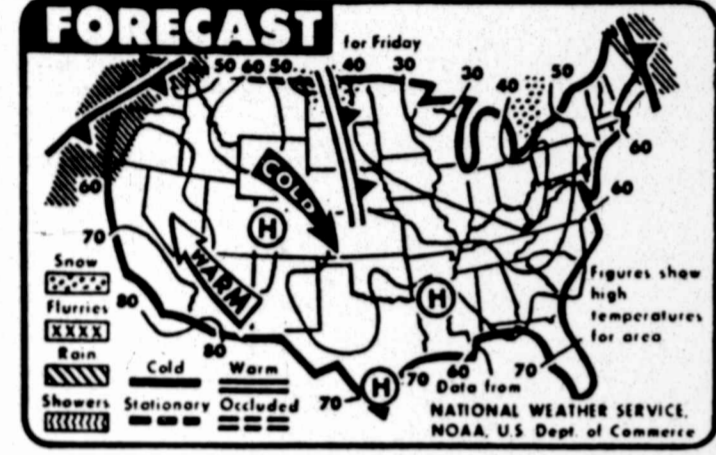 FORECAST
for Friday
50 60 50 40 30 30 40 50
60
60
60
70
80
80
70
70
60
70
COLD
WARM
H
H
H
Snow
Flurries
XXXX
Rain
Showers
Cold Warm
Stationary Occluded
Figures show
high
temperatures
for area
Data from
NATIONAL WEATHER SERVICE,
NOAA, U.S. Dept. of Commerce